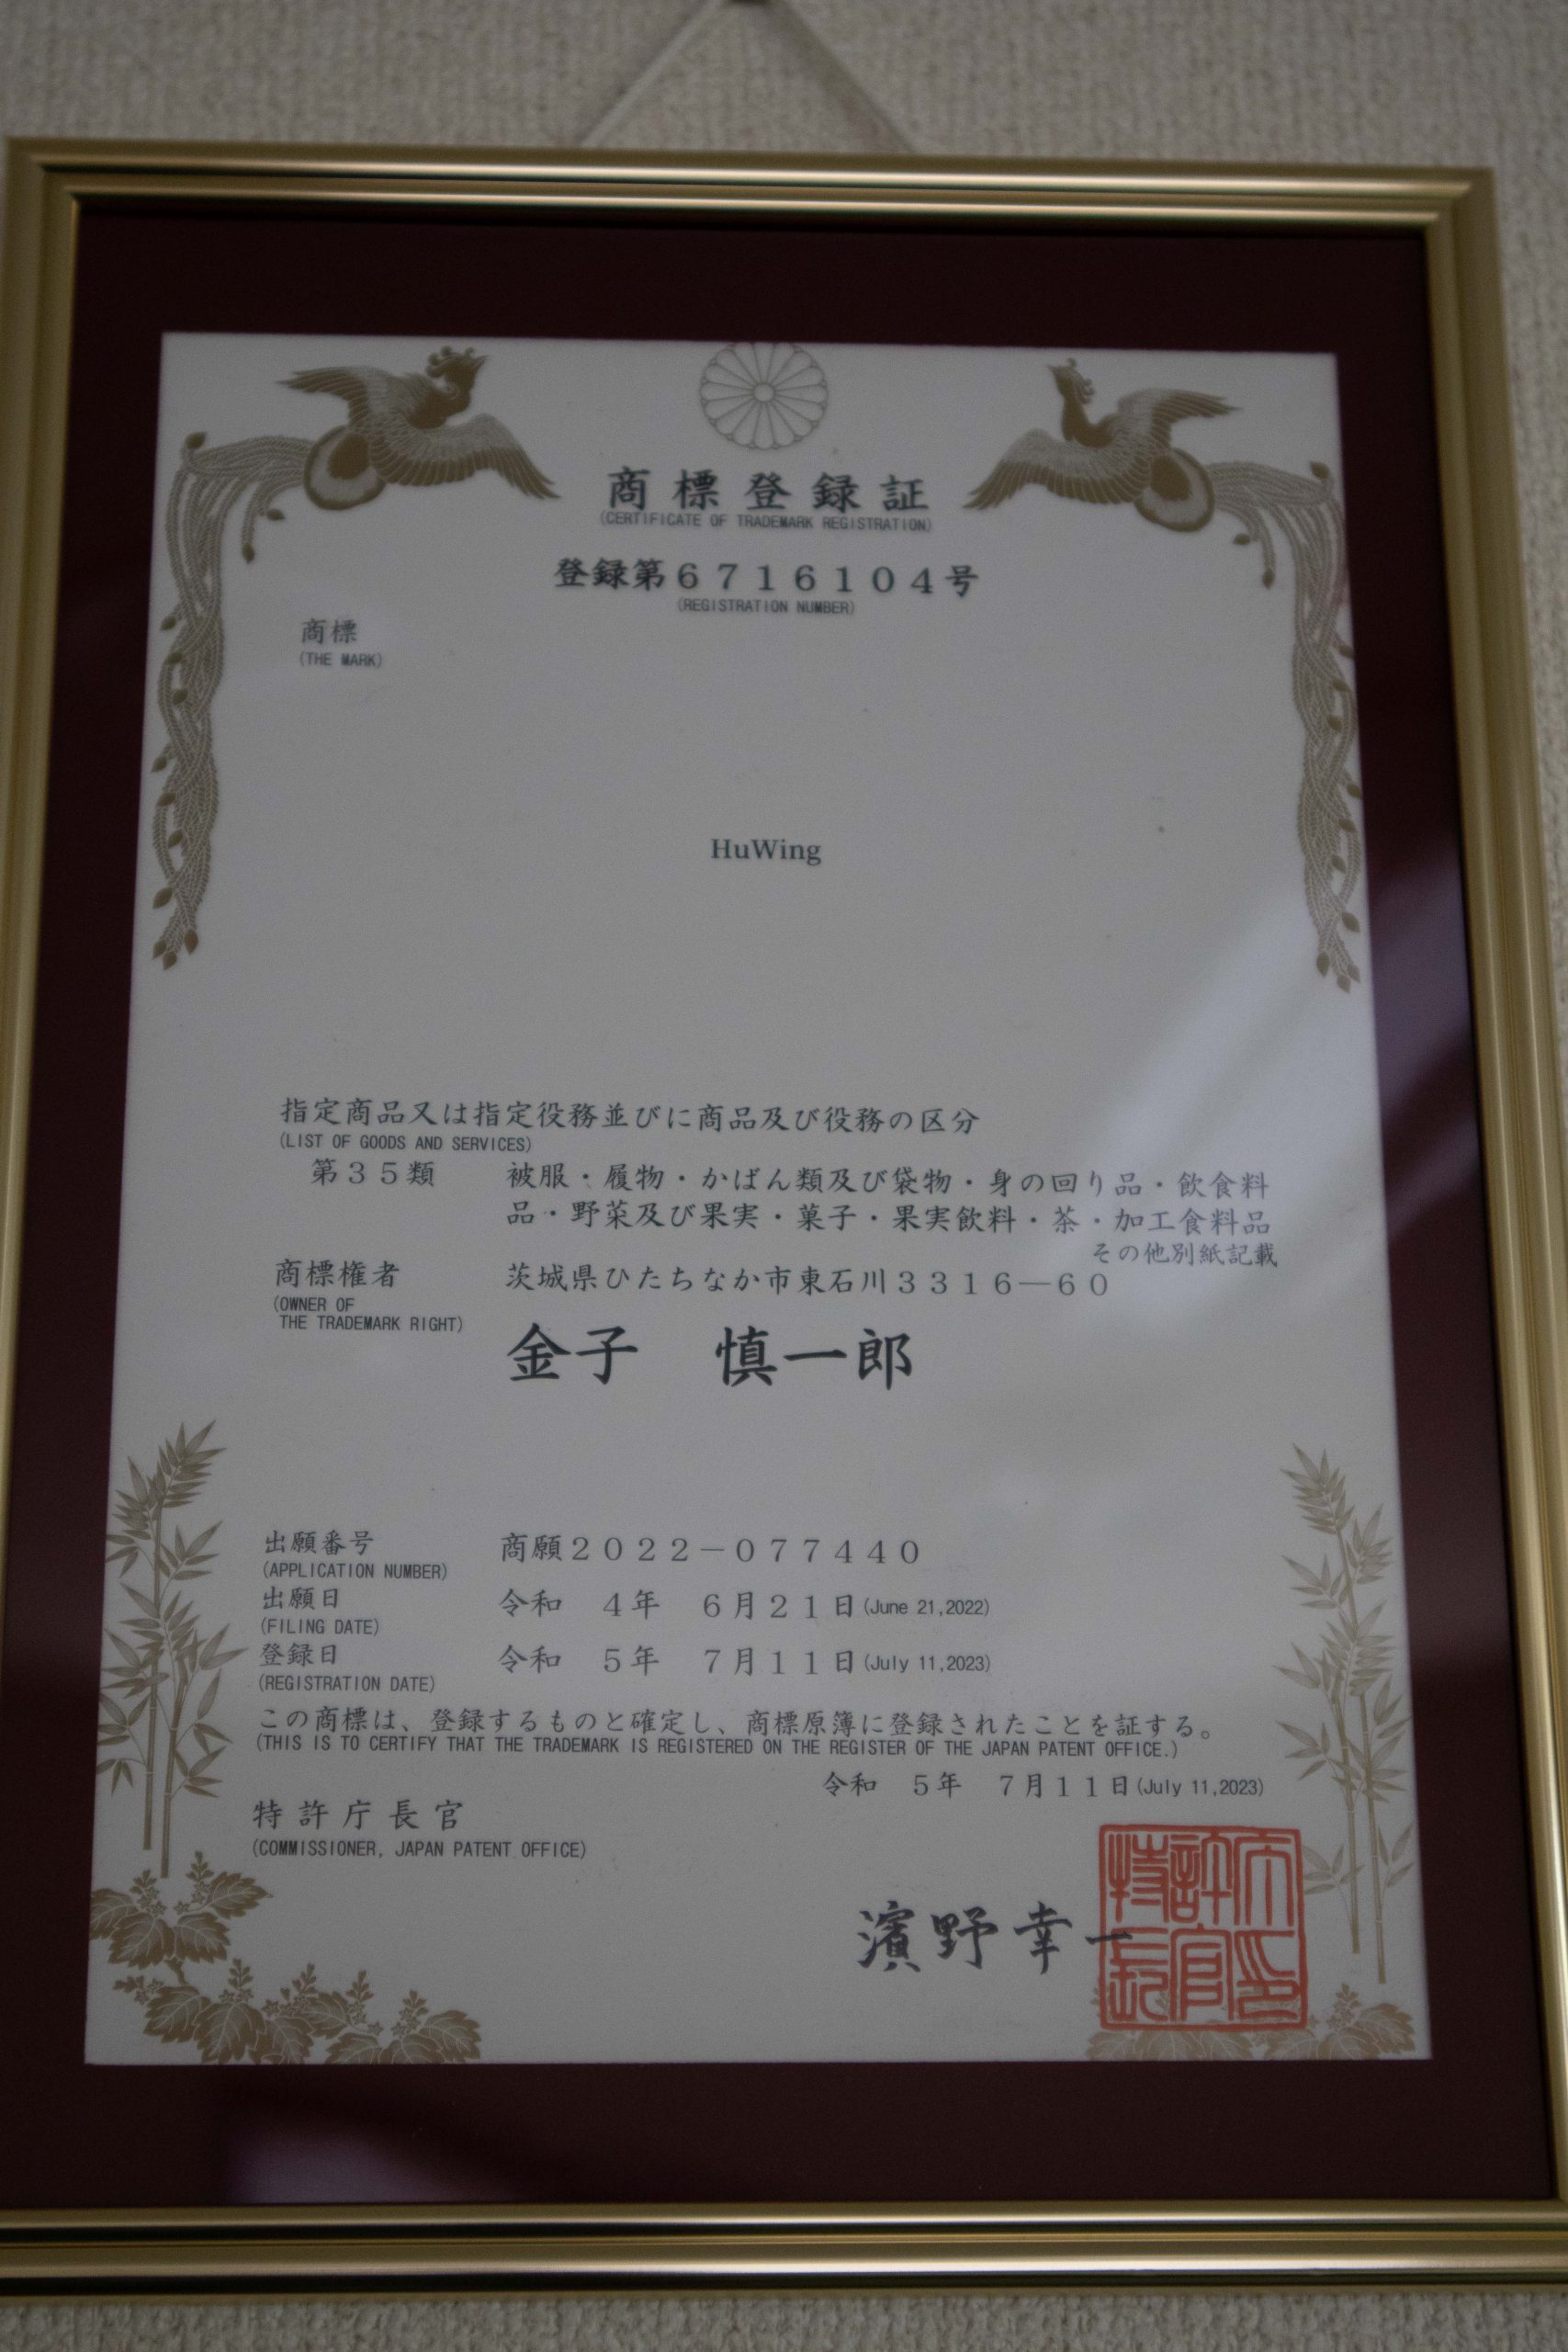 商標登録証
(CERTIFICATE OF TRADEMARK REGISTRATION)
登録第6716104号
(REGISTRATION NUMBER)
商標
(THE MARK)
HuWing
指定商品又は指定役務並びに商品及び役務の区分
(LIST OF GOODS AND SERVICES)
第35類 被服・履物・かばん類及び袋物・身の回り品・飲食料
品・野菜及び果実・菓子・果実飲料・茶・加工食料品
その他別紙記載
商標権者 茨城県ひたちなか市東石川3316―60
(OWNER OF
THE TRADEMARK RIGHT)
金子 慎一郎
出願番号 商願2022-077440
(APPLICATION NUMBER)
出願日 令和 4年 6月21日(June 21,2022)
(FILING DATE)
登録日 令和 5年 7月11日(July 11,2023)
(REGISTRATION DATE)
この商標は、登録するものと確定し、商標原簿に登録されたことを証する。
(THIS IS TO CERTIFY THAT THE TRADEMARK IS REGISTERED ON THE REGISTER OF THE JAPAN PATENT OFFICE.)
令和 5年 7月11日(July 11,2023)
特許庁長官
(COMMISSIONER, JAPAN PATENT OFFICE)
濱野幸一